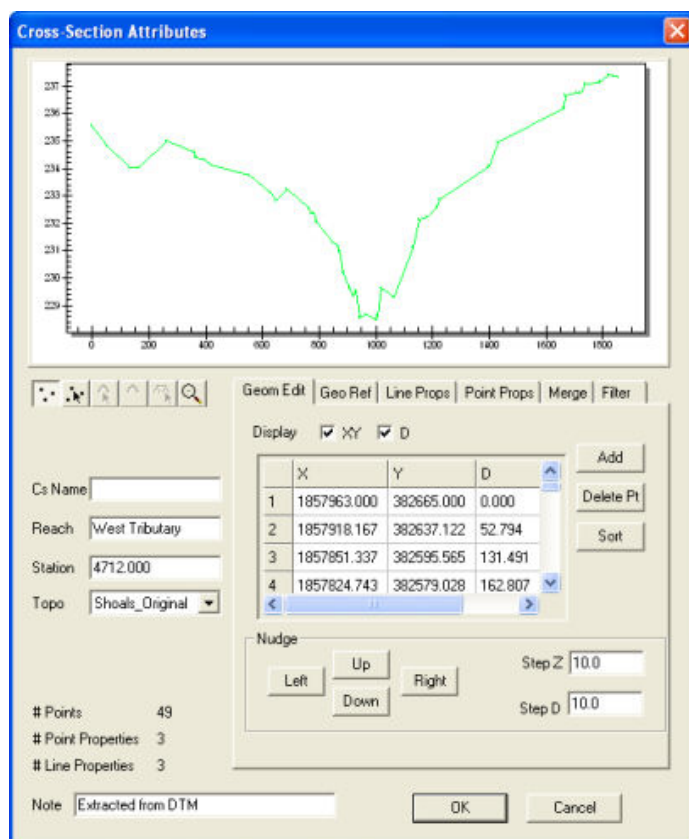 Cross-Section Attributes
237
236
235
234
233
232
231
230
229
0 200 400 600 800 1000 1200 1400 1600 1800
Geom Edit Geo Ref Line Props Point Props Merge Filter
Display XY D
X Y D
1 1857963.000 382665.000 0.000
2 1857918.167 382637.122 52.794
3 1857851.337 382595.565 131.491
4 1857824.743 382579.028 162.807
Add
Delete Pt
Sort
Cs Name
Reach West Tributary
Station 4712.000
Topo Shoals_Original
Nudge
Left Up Down Right
Step Z 10.0
Step D 10.0
# Points 49
# Point Properties 3
# Line Properties 3
Note Extracted from DTM
OK Cancel